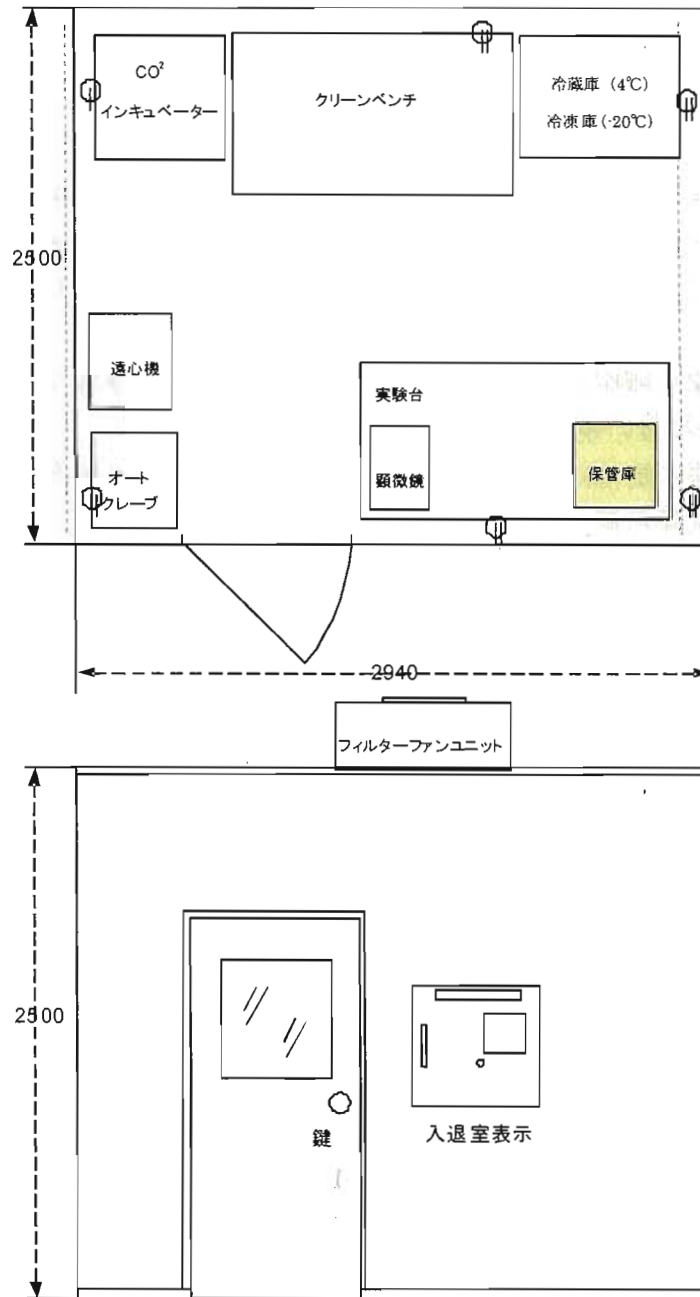 CO²
インキュベーター
クリーンベンチ
冷蔵庫 (4℃)
冷凍庫(-20℃)
2500
遠心機
実験台
オート
クレーブ
顕微鏡
保管庫
2940
フィルターファンユニット
2500
鍵
入退室表示